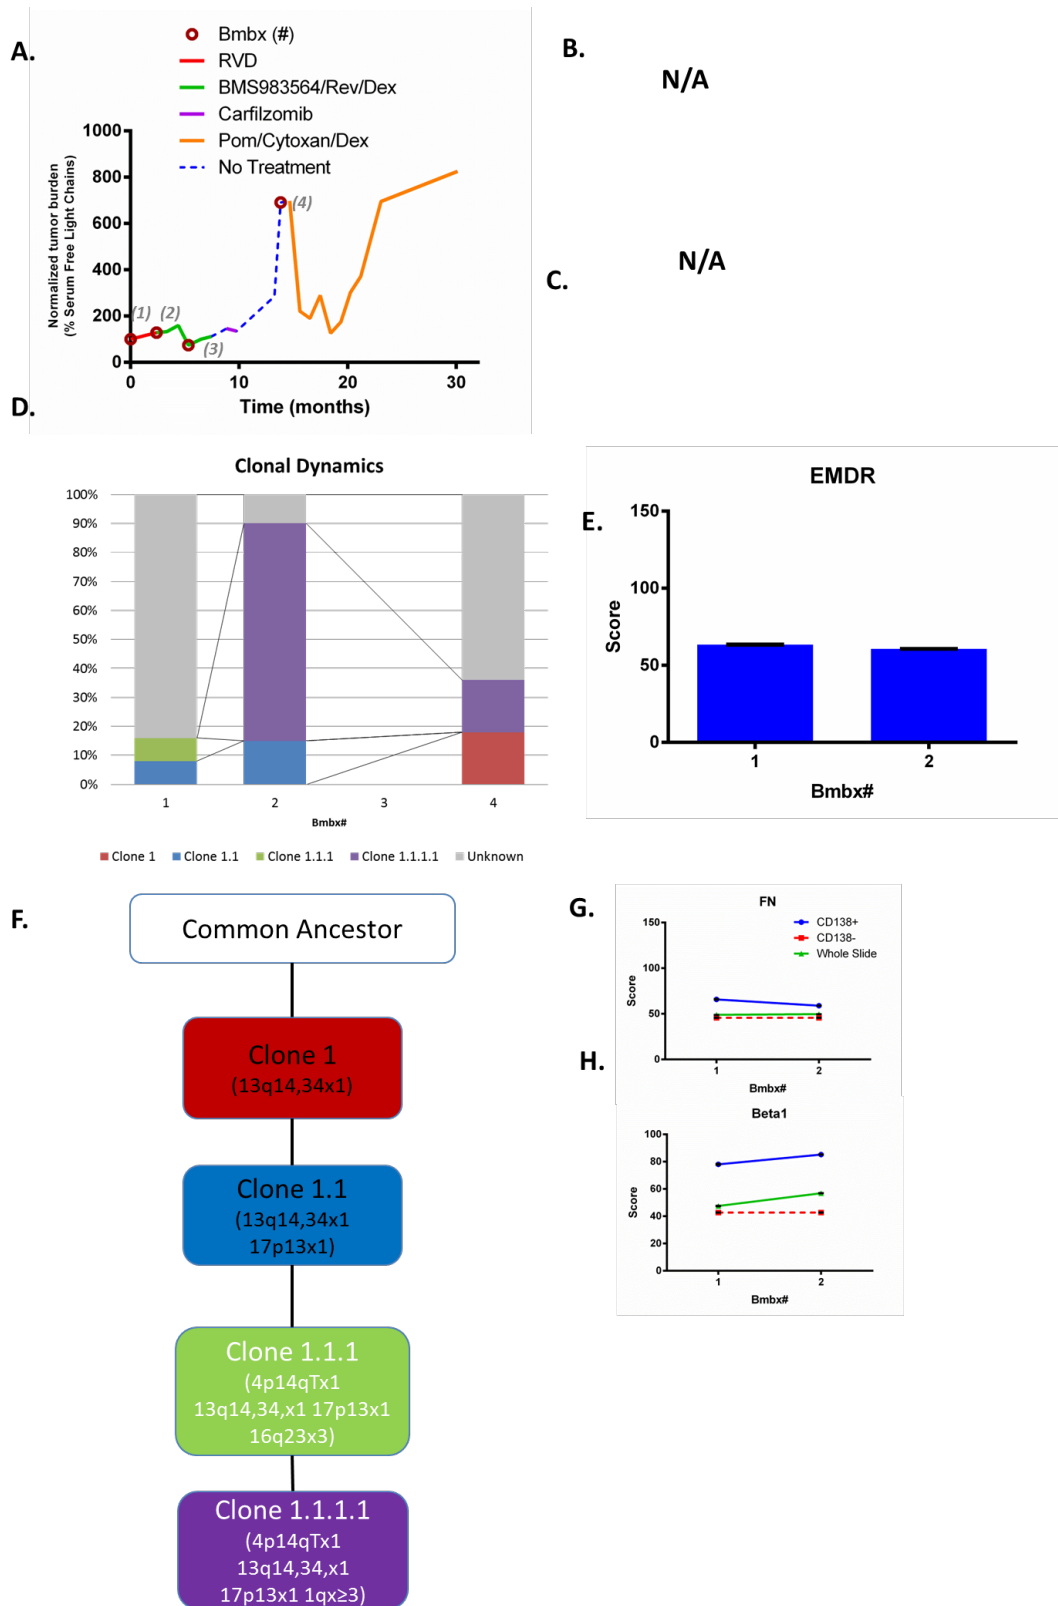 A.
Bmbx (#)
RVD
BMS983564/Rev/Dex
Carfilzomib
Pom/Cytoxan/Dex
No Treatment
Normalized tumor burden
(% Serum Free Light Chains)
1000
800
600
400
200
0
(1)
(2)
(3)
(4)
0
10
20
30
Time (months)
B.
N/A
C.
N/A
D.
Clonal Dynamics
100%
90%
80%
70%
60%
50%
40%
30%
20%
10%
0%
1
2
3
4
Bmbx#
Clone 1
Clone 1.1
Clone 1.1.1
Clone 1.1.1.1
Unknown
E.
EMDR
Score
150
100
50
0
1
2
Bmbx#
F.
Common Ancestor
Clone 1
(13q14,34x1)
Clone 1.1
(13q14,34x1
17p13x1)
Clone 1.1.1
(4p14qTx1
13q14,34,x1 17p13x1
16q23x3)
Clone 1.1.1.1
(4p14qTx1
13q14,34,x1
17p13x1 1qx≥3)
G.
FN
CD138+
CD138-
Whole Slide
Score
150
100
50
0
1
2
Bmbx#
H.
Beta1
Score
100
80
60
40
20
0
1
2
Bmbx#